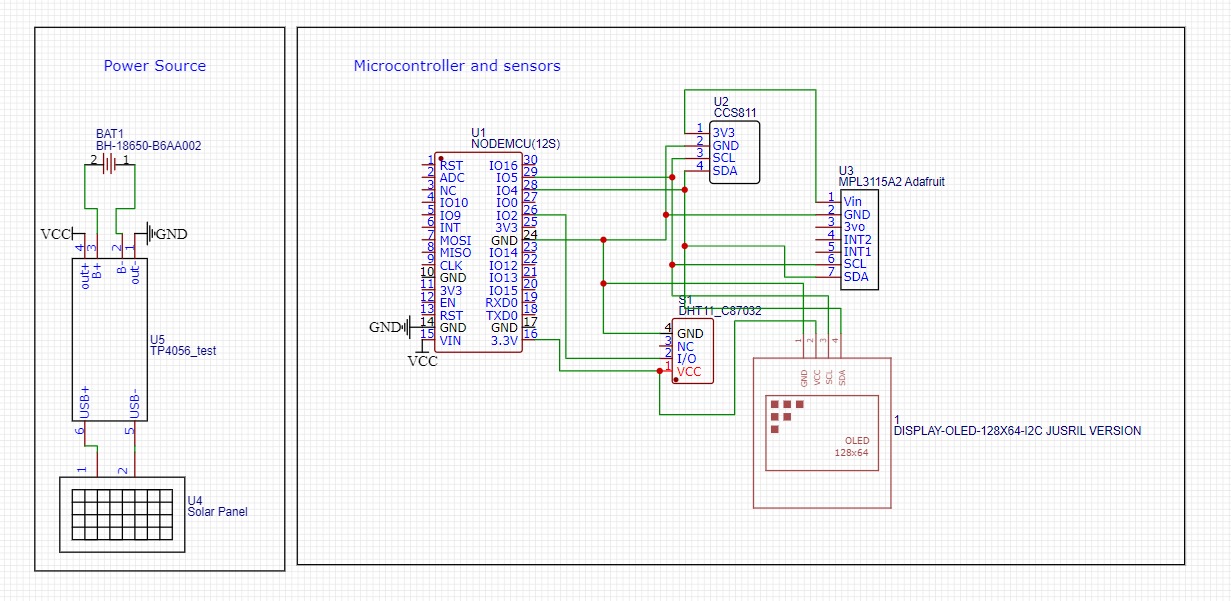 Power Source
Microcontroller and sensors
BAT1
BH-18650-B6AA002
2 1
VCC
GND
4 3 2 1
out+ B+ B- out-
U5
TP4056_test
USB+ USB-
6 5
1 2
U4
Solar Panel
U1
NODEMCU(12S)
1 RST IO16 30
2 ADC IO5 29
3 NC IO4 28
4 IO10 IO0 27
5 IO9 IO2 26
6 INT 3V3 25
7 MOSI GND 24
8 MISO IO14 23
9 CLK IO12 22
10 GND IO13 21
11 3V3 IO15 20
12 EN RXD0 19
13 RST TXD0 18
GND 14 GND GND 17
15 VIN 3.3V 16
VCC
U2
CCS811
1 3V3
2 GND
3 SCL
4 SDA
U3
MPL3115A2 Adafruit
1 Vin
2 GND
3 3vo
4 INT2
5 INT1
6 SCL
7 SDA
S1
DHT11_C87032
4 GND
3 NC
2 I/O
1 VCC
1 2 3 4
GND VCC SCL SDA
OLED
128x64
1
DISPLAY-OLED-128X64-I2C JUSRIL VERSION